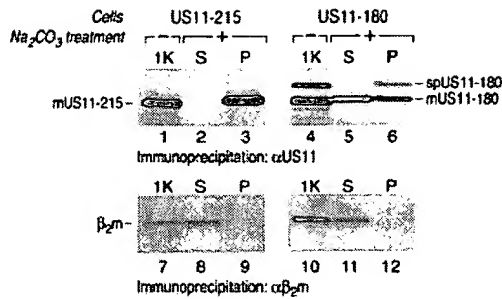 Cells US11-215 US11-180
Na₂CO₃ treatment − + − +
1K S P 1K S P
spUS11-180
mUS11-215 mUS11-180
1 2 3 4 5 6
Immunoprecipitation: αUS11
1K S P 1K S P
β₂m
7 8 9 10 11 12
Immunoprecipitation: αβ₂m